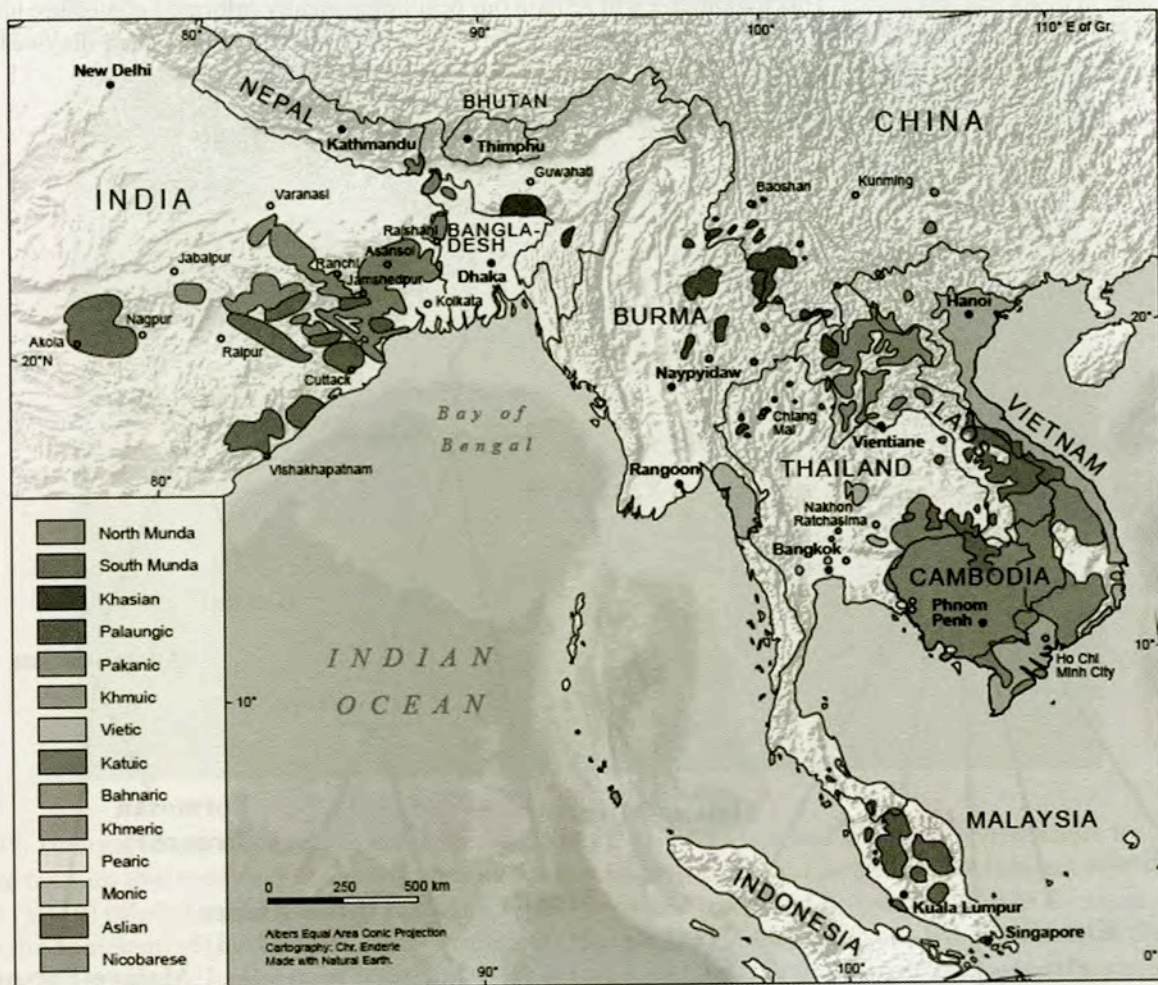 80°
90°
100°
110° E of Gr.
New Delhi
NEPAL
BHUTAN
CHINA
Kathmandu
Thimphu
Guwahati
Baoshan
Kunming
INDIA
Varanasi
Rajshahi
BANGLA-
DESH
Asansol
Ranchi
Jabalpur
Jamshedpur
Dhaka
Hanoi
Kolkata
BURMA
Nagpur
20°
Akola
Raipur
20°N
Naypyidaw
Cuttack
Bay of
Bengal
Chiang
Mai
LAOS
VIETNAM
Vientiane
THAILAND
Vishakhapatnam
Rangoon
80°
Nakhon
Ratchasima
Bangkok
CAMBODIA
Phnom
Penh
10°
Ho Chi
Minh City
INDIAN
OCEAN
10°
North Munda
South Munda
Khasian
Palaungic
Pakanic
Khmuic
Vietic
Katuic
Bahnaric
Khmeric
Pearic
Monic
Aslian
Nicobarese
MALAYSIA
INDONESIA
Kuala Lumpur
Singapore
0 250 500 km
Albers Equal Area Conic Projection
Cartography: Chr. Enderle
Made with Natural Earth.
90°
100°
0°